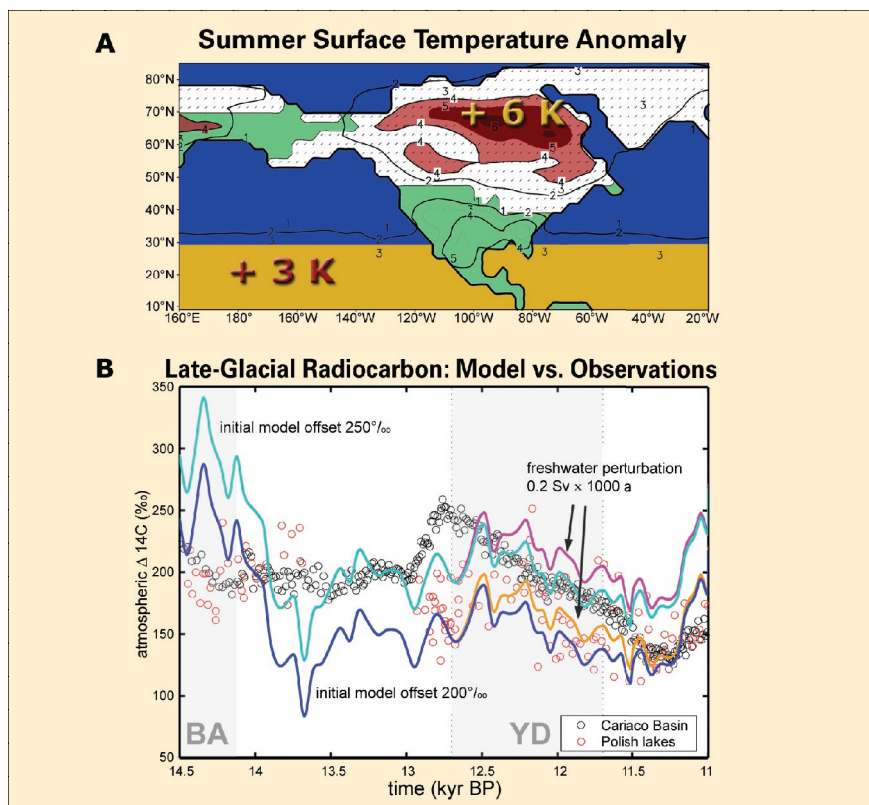 A Summer Surface Temperature Anomaly
80°N
70°N
60°N
50°N
40°N
30°N
20°N
10°N
+ 6 K
+ 3 K
160°E 180° 160°W 140°W 120°W 100°W 80°W 60°W 40°W 20°W
B Late-Glacial Radiocarbon: Model vs. Observations
350
300
250
200
150
100
50
atmospheric Δ 14C (‰)
initial model offset 250°/₀₀
freshwater perturbation
0.2 Sv x 1000 a
initial model offset 200°/₀₀
BA
YD
Cariaco Basin
Polish lakes
14.5 14 13.5 13 12.5 12 11.5 11
time (kyr BP)